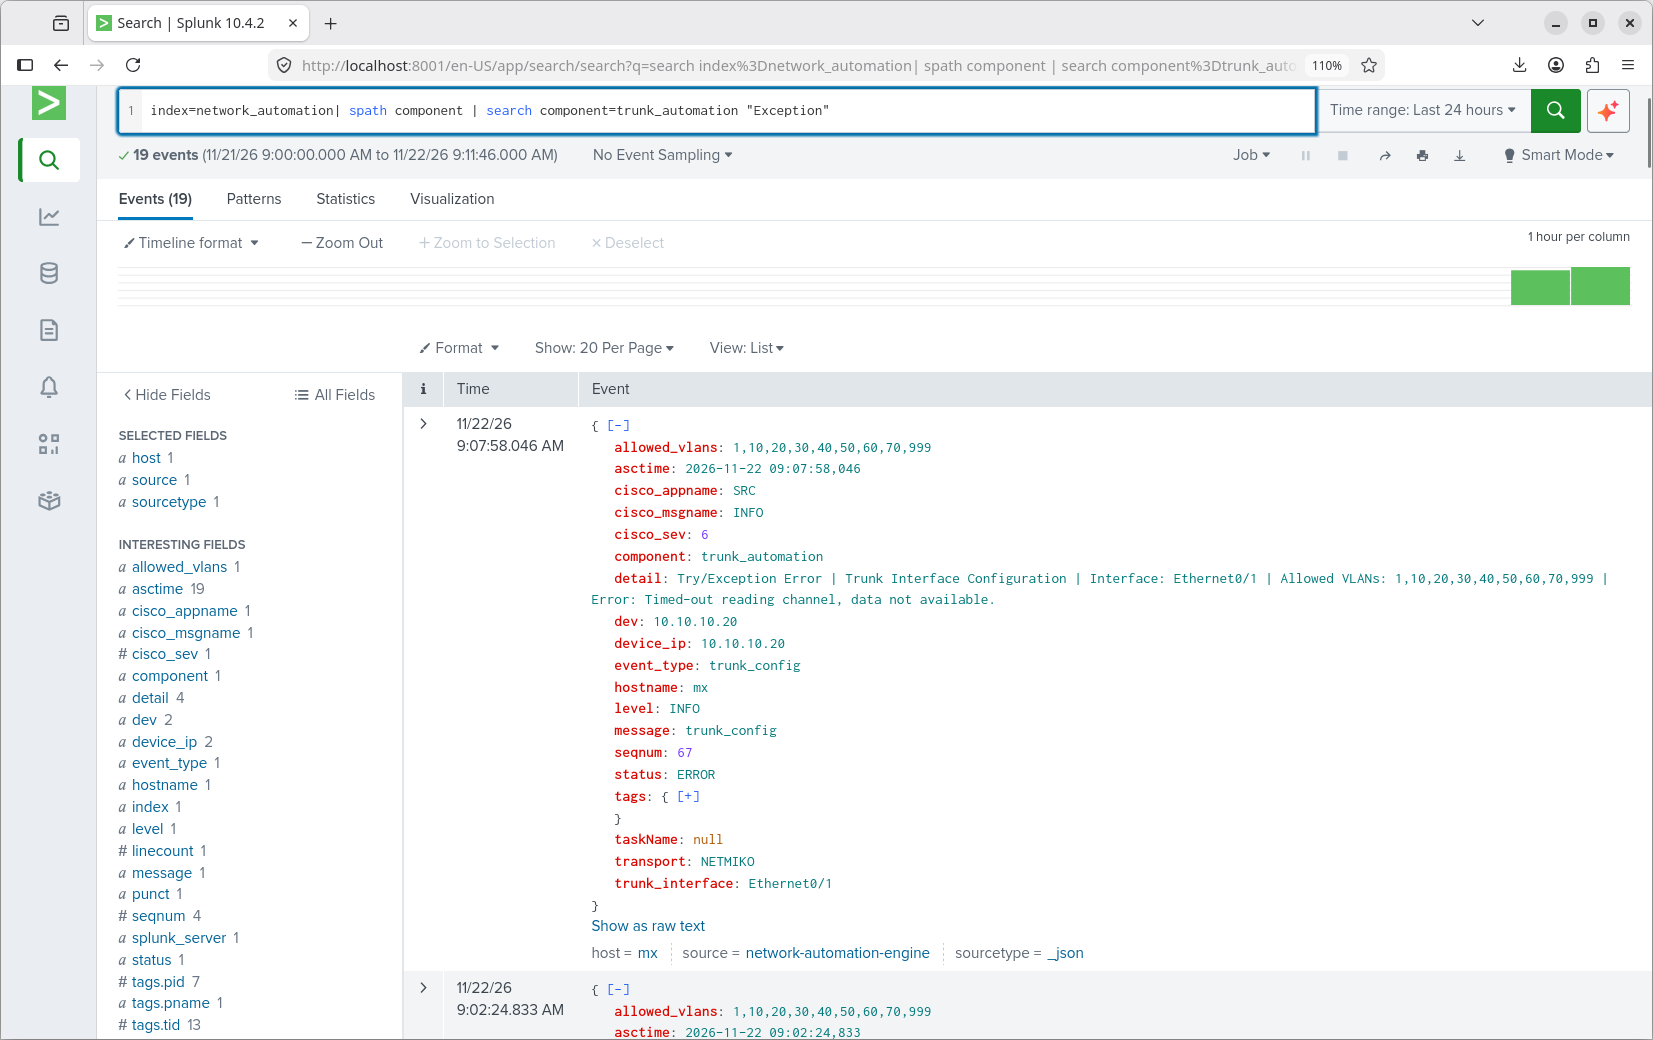 Search | Splunk 10.4.2
http://localhost:8001/en-US/app/search/search?q=search index%3Dnetwork_automation| spath component | search component%3Dtrunk_auto
110%
1 index=network_automation| spath component | search component=trunk_automation "Exception"
Time range: Last 24 hours
19 events (11/21/26 9:00:00.000 AM to 11/22/26 9:11:46.000 AM)
No Event Sampling
Job
Smart Mode
Events (19)
Patterns
Statistics
Visualization
Timeline format
Zoom Out
Zoom to Selection
Deselect
1 hour per column
Format
Show: 20 Per Page
View: List
Hide Fields
All Fields
SELECTED FIELDS
a host 1
a source 1
a sourcetype 1
INTERESTING FIELDS
a allowed_vlans 1
a asctime 19
a cisco_appname 1
a cisco_msgname 1
# cisco_sev 1
a component 1
a detail 4
a dev 2
a device_ip 2
a event_type 1
a hostname 1
a index 1
a level 1
# linecount 1
a message 1
a punct 1
# seqnum 4
a splunk_server 1
a status 1
# tags.pid 7
a tags.pname 1
a tags.tid 13
i
Time
Event
11/22/26
9:07:58.046 AM
{ [-]
allowed_vlans: 1,10,20,30,40,50,60,70,999
asctime: 2026-11-22 09:07:58,046
cisco_appname: SRC
cisco_msgname: INFO
cisco_sev: 6
component: trunk_automation
detail: Try/Exception Error | Trunk Interface Configuration | Interface: Ethernet0/1 | Allowed VLANs: 1,10,20,30,40,50,60,70,999 |
Error: Timed-out reading channel, data not available.
dev: 10.10.10.20
device_ip: 10.10.10.20
event_type: trunk_config
hostname: mx
level: INFO
message: trunk_config
seqnum: 67
status: ERROR
tags: { [+]
}
taskName: null
transport: NETMIKO
trunk_interface: Ethernet0/1
}
Show as raw text
host = mx
source = network-automation-engine
sourcetype = _json
11/22/26
9:02:24.833 AM
{ [-]
allowed_vlans: 1,10,20,30,40,50,60,70,999
asctime: 2026-11-22 09:02:24,833